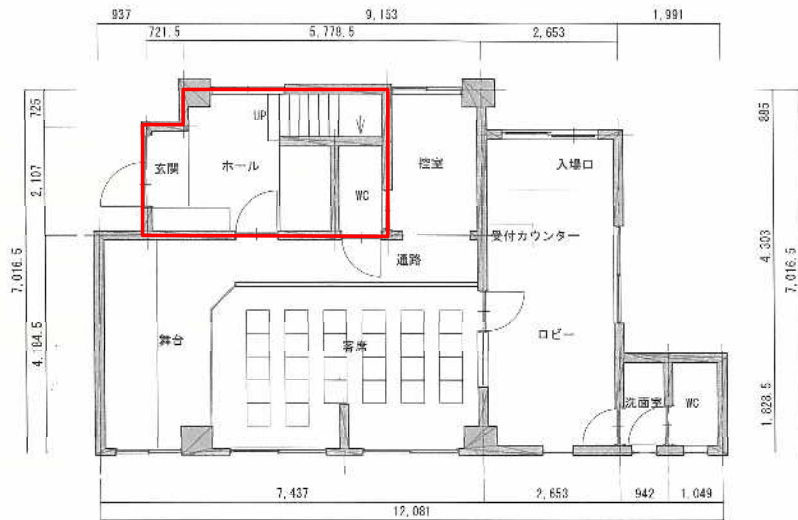 937 9,153 1,991
721.5 5,778.5 2,653
725 UP 885
玄関 ホール 控室 入場口
2,107 WC
受付カウンター
通路
7,016.5 4,303 7,016.5
4,184.5 舞台 客席 ロビー
洗面室 WC 1,828.5
7,437 2,653 942 1,049
12,081